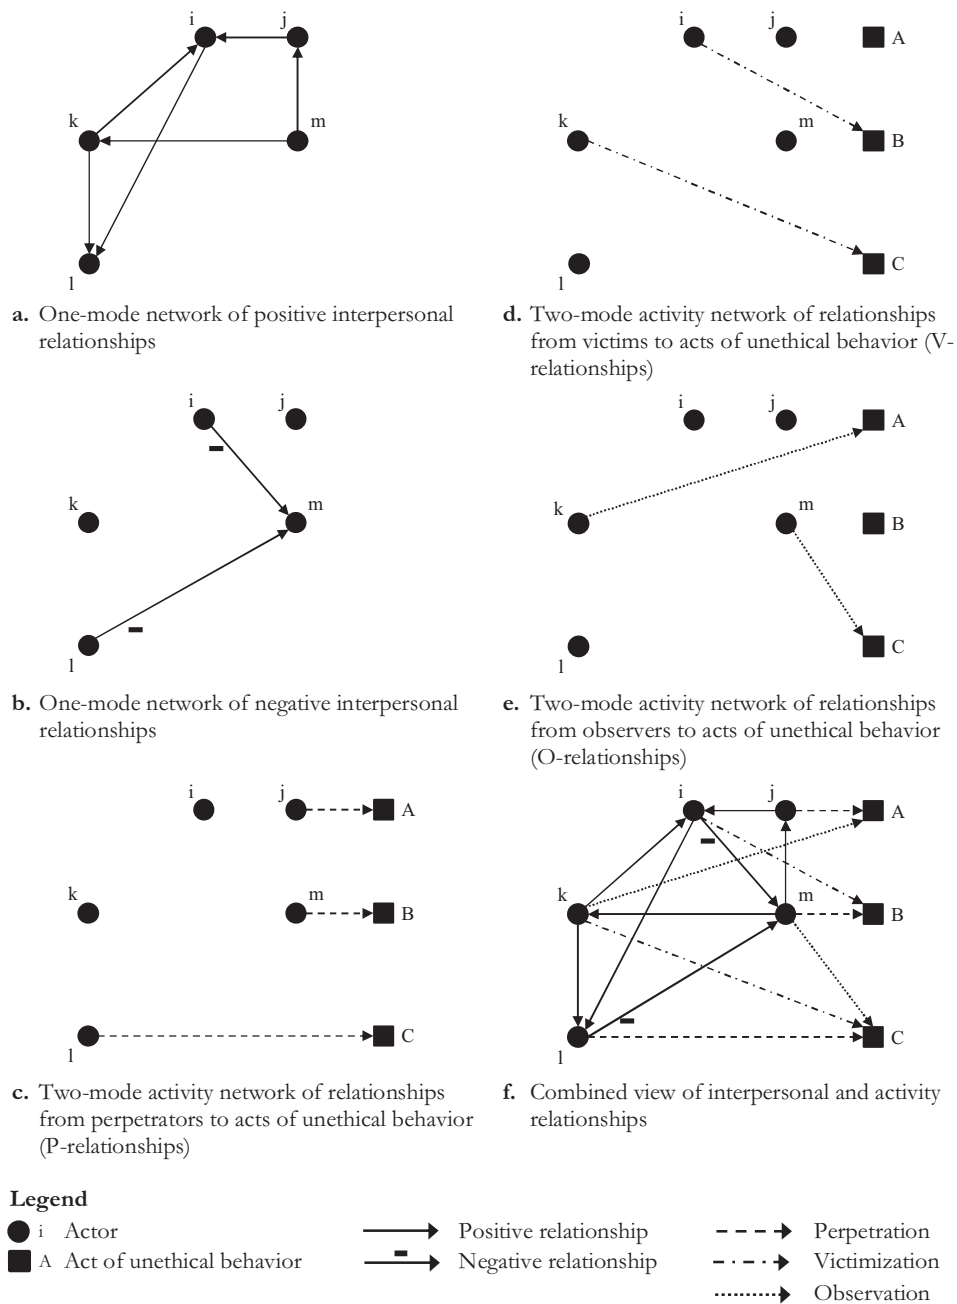 i j
k m
l
a. One-mode network of positive interpersonal
relationships
i j
-
k m
-
l
b. One-mode network of negative interpersonal
relationships
i j A
k m B
l C
c. Two-mode activity network of relationships
from perpetrators to acts of unethical behavior
(P-relationships)
i j A
k m B
l C
d. Two-mode activity network of relationships
from victims to acts of unethical behavior (V-
relationships)
i j A
k m B
l C
e. Two-mode activity network of relationships
from observers to acts of unethical behavior
(O-relationships)
i j A
-
k m B
-
l C
f. Combined view of interpersonal and activity
relationships
Legend
i Actor
A Act of unethical behavior
Positive relationship
- Negative relationship
Perpetration
Victimization
Observation